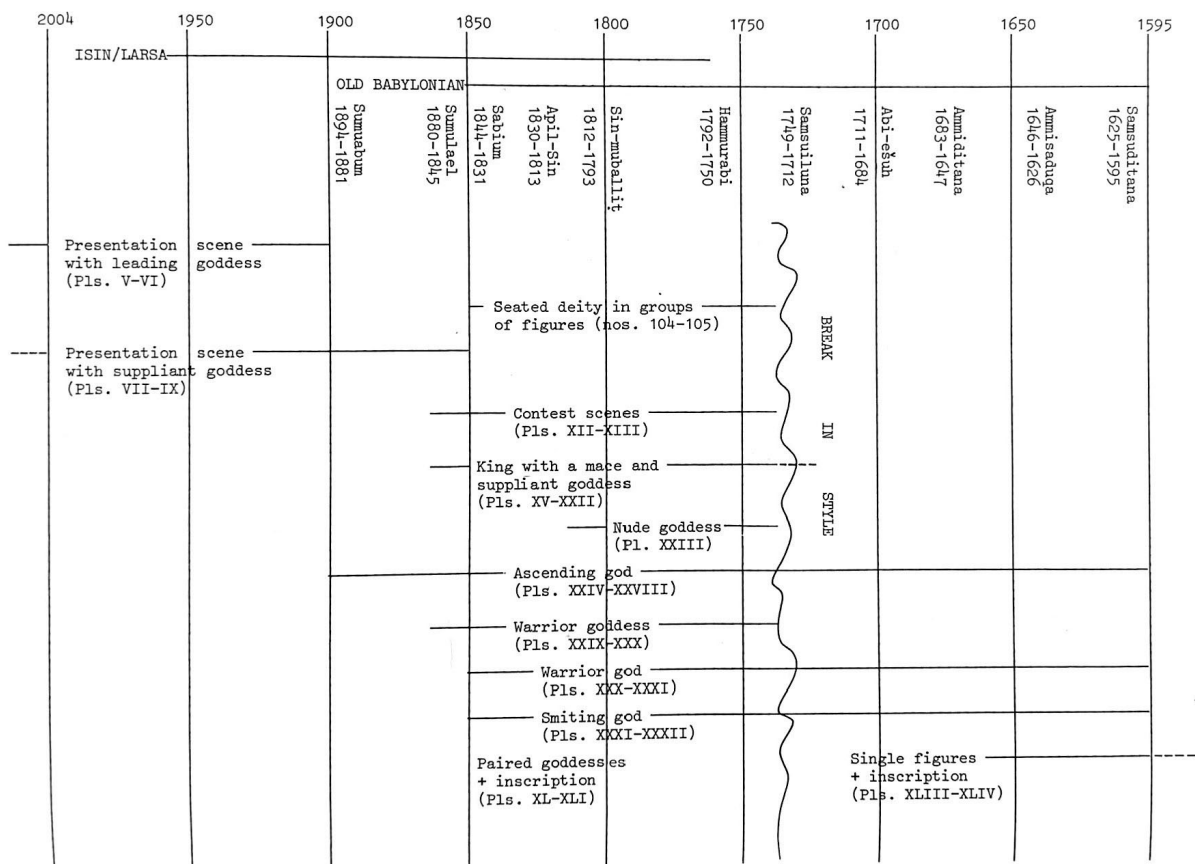 2004 1950 1900 1850 1800 1750 1700 1650 1595
ISIN/LARSA
OLD BABYLONIAN
Sumuabum
1894-1881
Sumulael
1880-1845
Sabium
1844-1831
Apil-Sin
1830-1813
Sin-muballiṭ
1812-1793
Hammurabi
1792-1750
Samsuiluna
1749-1712
Abi-ešuh
1711-1684
Ammiditana
1683-1647
Ammisaduqa
1646-1626
Samsuditana
1625-1595
Presentation scene
with leading goddess
(Pls. V-VI)
Seated deity in groups
of figures (nos. 104-105)
Presentation scene
with suppliant goddess
(Pls. VII-IX)
Contest scenes
(Pls. XII-XIII)
King with a mace and
suppliant goddess
(Pls. XV-XXII)
Nude goddess
(Pl. XXIII)
Ascending god
(Pls. XXIV-XXVIII)
Warrior goddess
(Pls. XXIX-XXX)
Warrior god
(Pls. XXX-XXXI)
Smiting god
(Pls. XXXI-XXXII)
Paired goddesses
+ inscription
(Pls. XL-XLI)
Single figures
+ inscription
(Pls. XLIII-XLIV)
BREAK
IN
STYLE